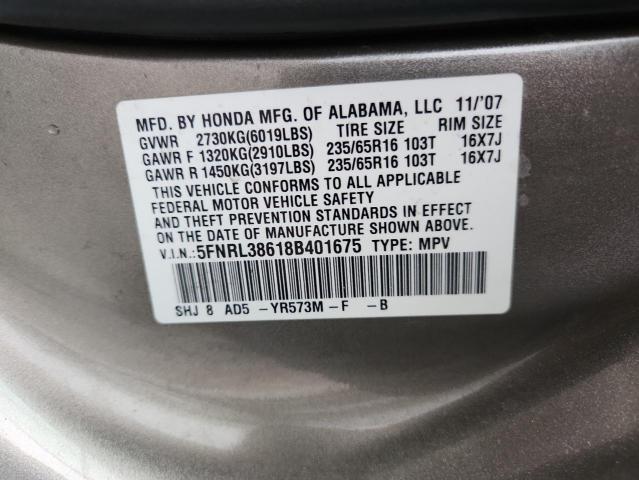 MFD. BY HONDA MFG. OF ALABAMA, LLC 11/'07
GVWR 2730KG(6019LBS) TIRE SIZE RIM SIZE
GAWR F 1320KG(2910LBS) 235/65R16 103T 16X7J
GAWR R 1450KG(3197LBS) 235/65R16 103T 16X7J
THIS VEHICLE CONFORMS TO ALL APPLICABLE
FEDERAL MOTOR VEHICLE SAFETY
AND THEFT PREVENTION STANDARDS IN EFFECT
ON THE DATE OF MANUFACTURE SHOWN ABOVE.
V.I.N.: 5FNRL38618B401675 TYPE: MPV
SHJ 8 AD5 -YR573M-F -B